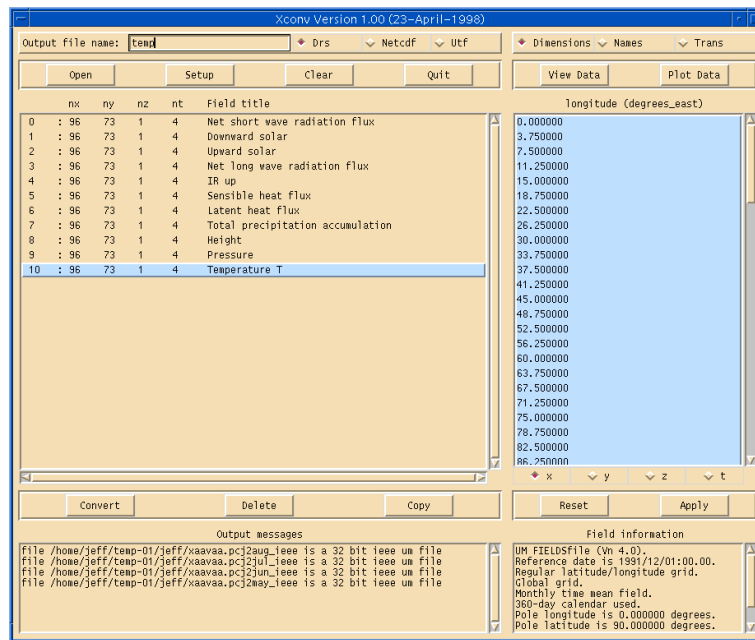 Xconv Version 1.00 (23-April-1998)
Output file name: temp Drs Netcdf Utf
Dimensions Names Trans
Open Setup Clear Quit
View Data Plot Data
nx ny nz nt Field title
0 : 96 73 1 4 Net short wave radiation flux
1 : 96 73 1 4 Downward solar
2 : 96 73 1 4 Upward solar
3 : 96 73 1 4 Net long wave radiation flux
4 : 96 73 1 4 IR up
5 : 96 73 1 4 Sensible heat flux
6 : 96 73 1 4 Latent heat flux
7 : 96 73 1 4 Total precipitation accumulation
8 : 96 73 1 4 Height
9 : 96 73 1 4 Pressure
10 : 96 73 1 4 Temperature T
longitude (degrees_east)
0.000000
3.750000
7.500000
11.250000
15.000000
18.750000
22.500000
26.250000
30.000000
33.750000
37.500000
41.250000
45.000000
48.750000
52.500000
56.250000
60.000000
63.750000
67.500000
71.250000
75.000000
78.750000
82.500000
86.250000
x y z t
Convert Delete Copy
Reset Apply
Output messages
file /home/jeff/temp-01/jeff/xaavaa.pcj2aug_ieee is a 32 bit ieee um file
file /home/jeff/temp-01/jeff/xaavaa.pcj2jul_ieee is a 32 bit ieee um file
file /home/jeff/temp-01/jeff/xaavaa.pcj2jun_ieee is a 32 bit ieee um file
file /home/jeff/temp-01/jeff/xaavaa.pcj2may_ieee is a 32 bit ieee um file
Field information
UM FIELDSfile (Vn 4.0).
Reference date is 1991/12/01:00.00.
Regular latitude/longitude grid.
Global grid.
Monthly time mean field.
360-day calendar used.
Pole longitude is 0.000000 degrees.
Pole latitude is 90.000000 degrees.